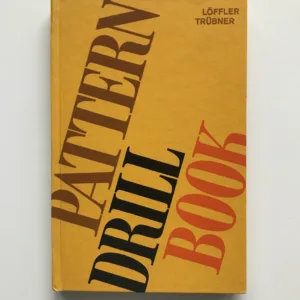 LÖFFLER
TRÜBNER
PATTERN
DRILL
BOOK